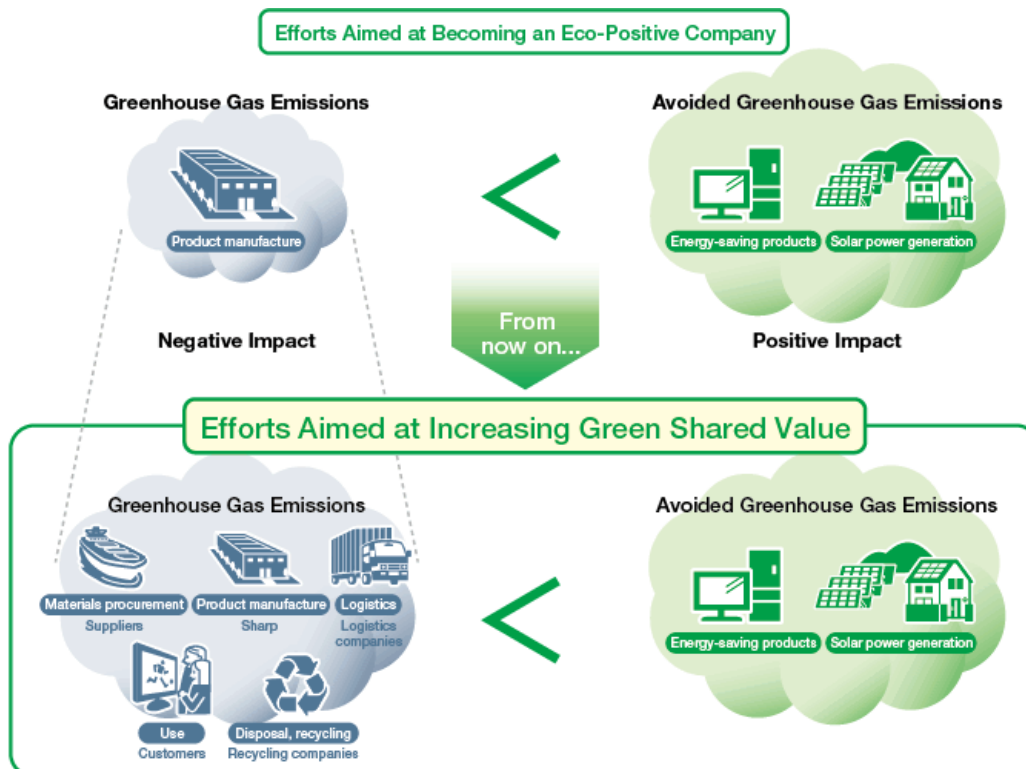 Efforts Aimed at Becoming an Eco-Positive Company
Greenhouse Gas Emissions
Avoided Greenhouse Gas Emissions
Product manufacture
Energy-saving products
Solar power generation
Negative Impact
From
now on...
Positive Impact
Efforts Aimed at Increasing Green Shared Value
Greenhouse Gas Emissions
Avoided Greenhouse Gas Emissions
Materials procurement
Suppliers
Product manufacture
Sharp
Logistics
Logistics
companies
Energy-saving products
Solar power generation
Use
Customers
Disposal, recycling
Recycling companies